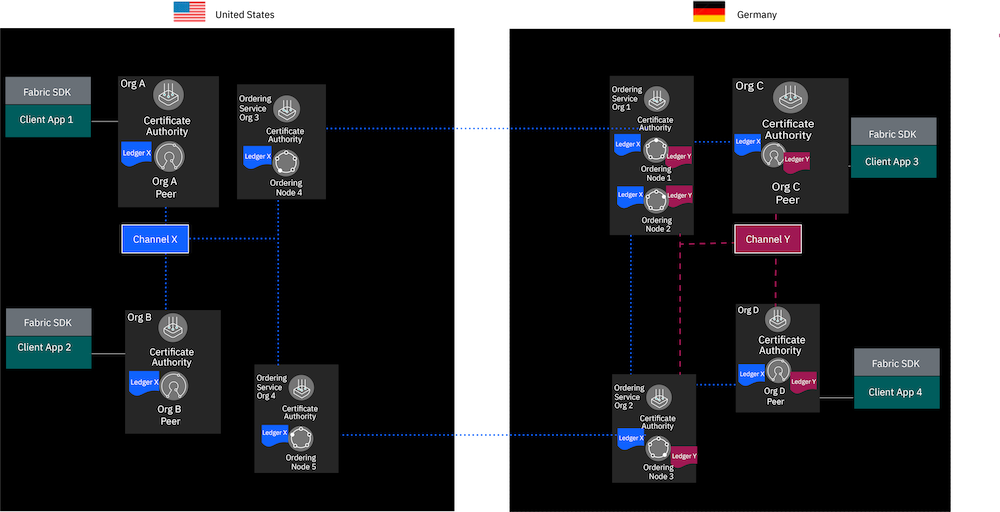 United States
Germany
Fabric SDK
Client App 1
Org A
Certificate
Authority
Ledger X
Org A
Peer
Ordering
Service
Org 3
Certificate
Authority
Ledger X
Ordering
Node 4
Channel X
Fabric SDK
Client App 2
Org B
Certificate
Authority
Ledger X
Org B
Peer
Ordering
Service
Org 4
Certificate
Authority
Ledger X
Ordering
Node 5
Ordering
Service
Org 1
Certificate
Authority
Ledger X
Ledger Y
Ordering
Node 1
Ledger X
Ledger Y
Ordering
Node 2
Org C
Certificate
Authority
Ledger X
Ledger Y
Org C
Peer
Fabric SDK
Client App 3
Channel Y
Ordering
Service
Org 2
Certificate
Authority
Ledger X
Ledger Y
Ordering
Node 3
Org D
Certificate
Authority
Ledger X
Ledger Y
Org D
Peer
Fabric SDK
Client App 4